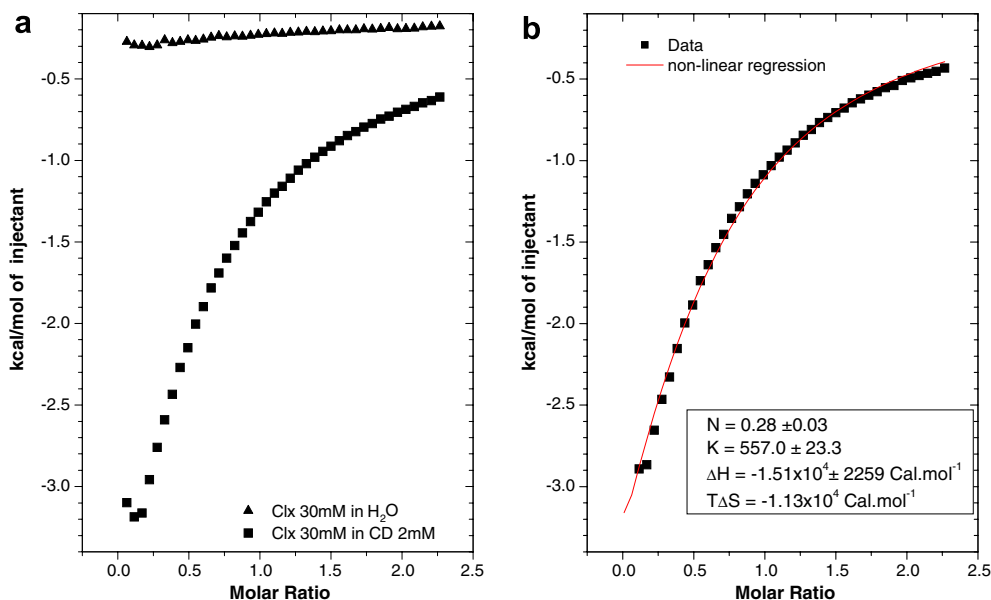 a
-0.5
-1.0
-1.5
-2.0
-2.5
-3.0
kcal/mol of injectant
0.0 0.5 1.0 1.5 2.0 2.5
Molar Ratio
Clx 30mM in H₂O
Clx 30mM in CD 2mM
b
Data
non-linear regression
-0.5
-1.0
-1.5
-2.0
-2.5
-3.0
kcal/mol of injectant
N = 0.28 ±0.03
K = 557.0 ± 23.3
ΔH = -1.51x10⁴± 2259 Cal.mol⁻¹
TΔS = -1.13x10⁴ Cal.mol⁻¹
0.0 0.5 1.0 1.5 2.0 2.5
Molar Ratio